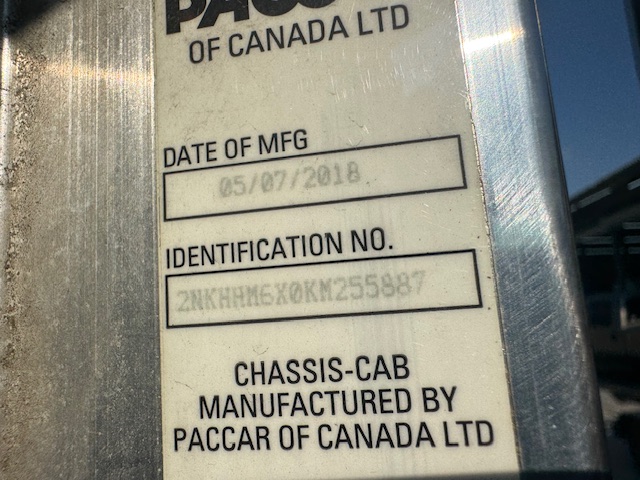 PACCAR
OF CANADA LTD
DATE OF MFG
05/07/2018
IDENTIFICATION NO.
2NKHHM6X0KM255887
CHASSIS-CAB
MANUFACTURED BY
PACCAR OF CANADA LTD